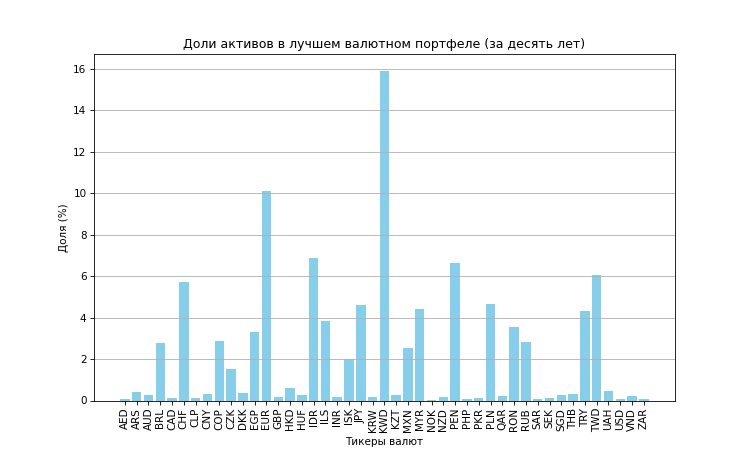 Доли активов в лучшем валютном портфеле (за десять лет)
Доля (%)
16
14
12
10
8
6
4
2
0
AED ARS AUD BRL CAD CHF CLP CNY COP CZK DKK EGP EUR GBP HKD HUF IDR ILS INR ISK JPY KRW KWD KZT MXN MYR NOK NZD PEN PHP PKR PLN QAR RON RUB SAR SEK SGD THB TRY TWD UAH USD VND ZAR
Тикеры валют